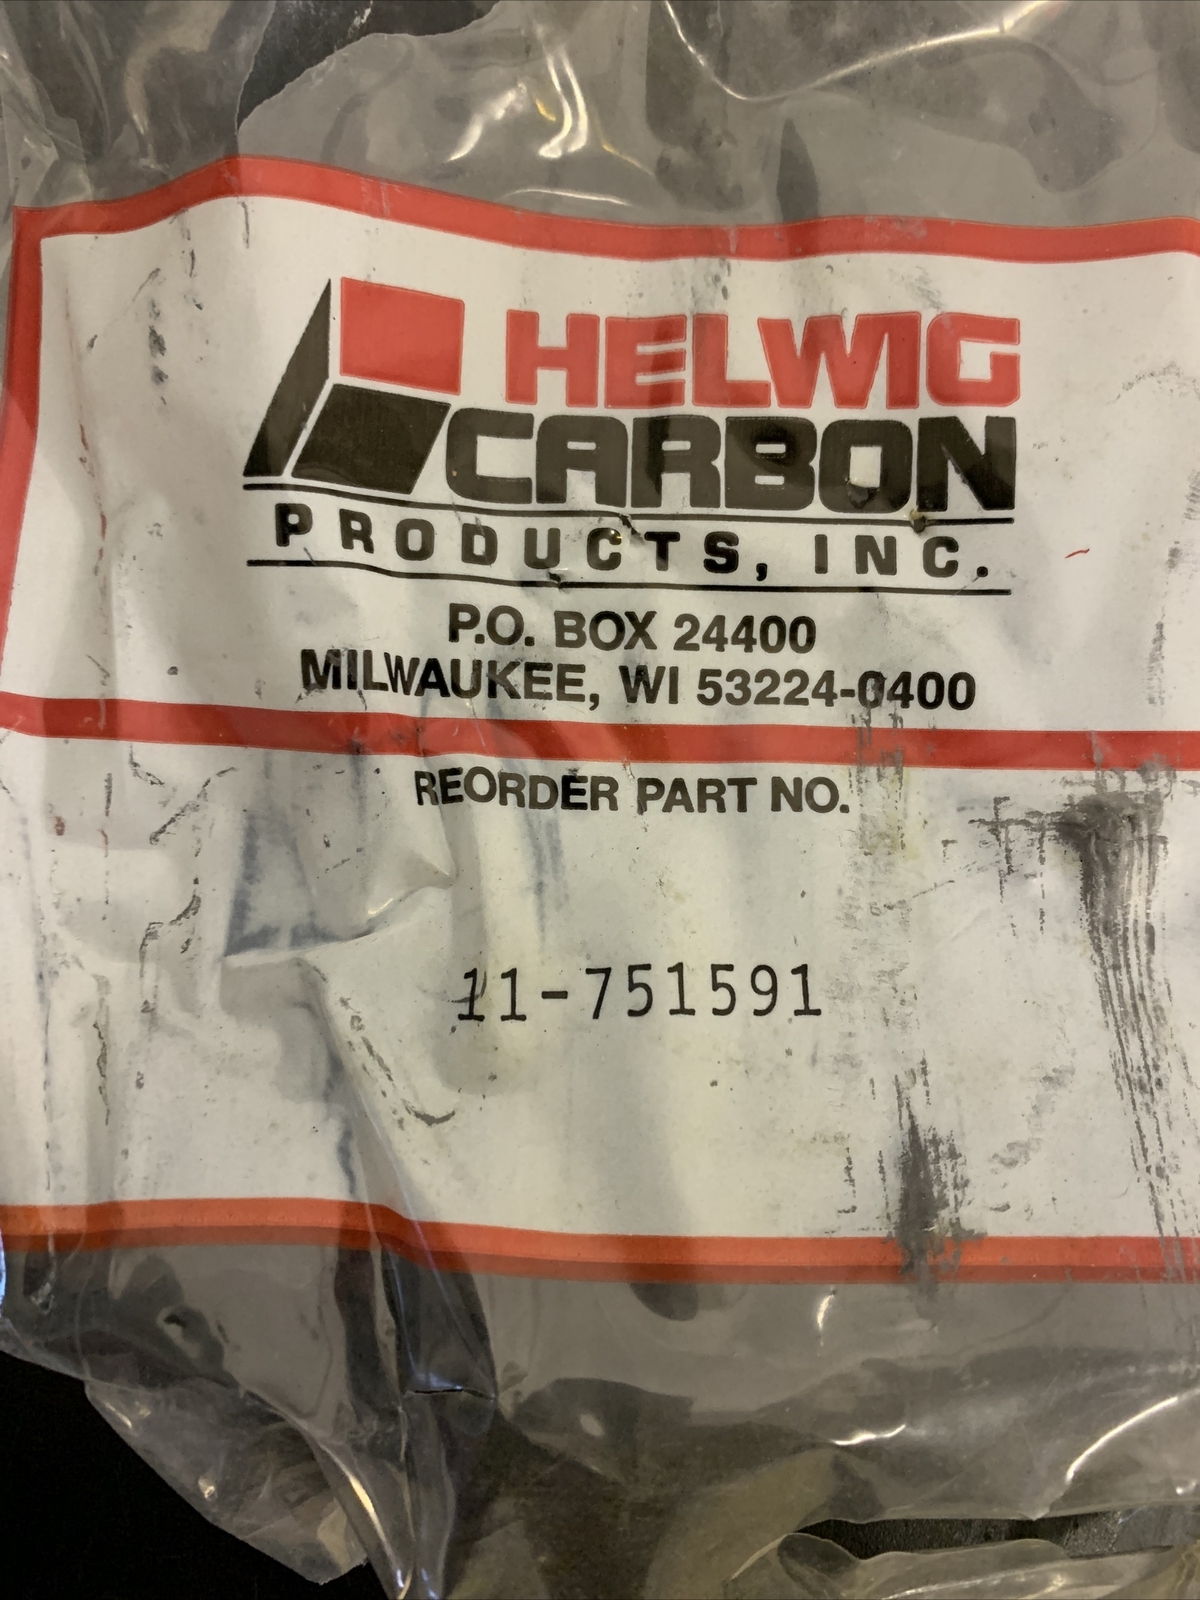 HELWIG
CARBON
PRODUCTS, INC.
P.O. BOX 24400
MILWAUKEE, WI 53224-0400
REORDER PART NO.
11-751591